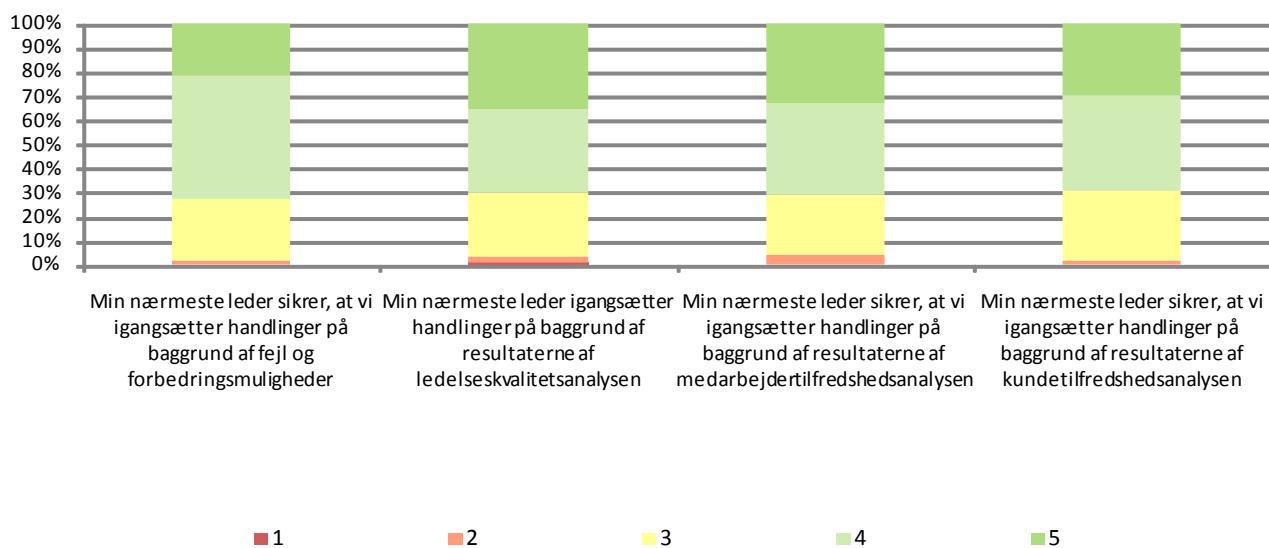 100%
90%
80%
70%
60%
50%
40%
30%
20%
10%
0%
Min nærmeste leder sikrer, at vi
igangsætter handlinger på
baggrund af fejl og
forbedringsmuligheder
Min nærmeste leder igangsætter
handlinger på baggrund af
resultaterne af
ledelseskvalitetsanalysen
Min nærmeste leder sikrer, at vi
igangsætter handlinger på
baggrund af resultaterne af
medarbejdertilfredshedsanalysen
Min nærmeste leder sikrer, at vi
igangsætter handlinger på
baggrund af resultaterne af
kundetilfredshedsanalysen
1 2 3 4 5